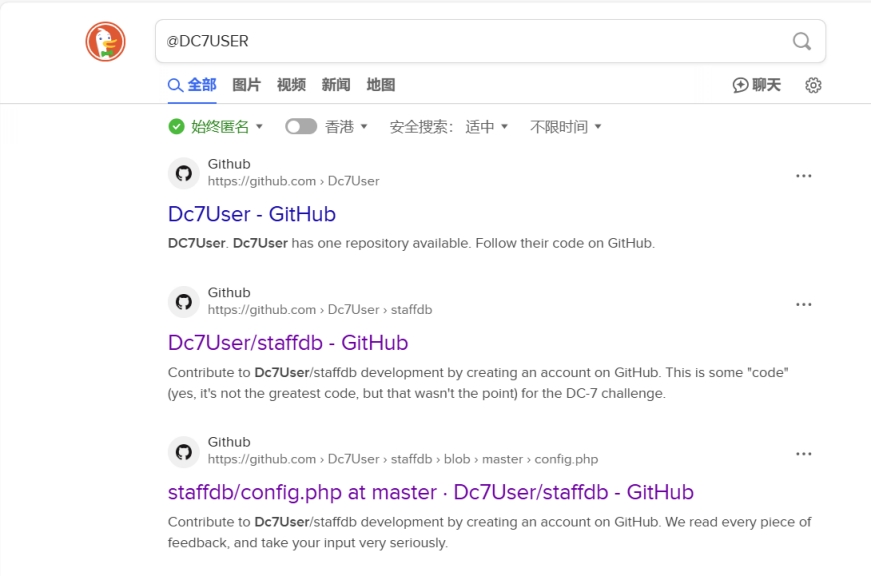 @DC7USER
全部 图片 视频 新闻 地图 聊天
始终匿名 香港 安全搜索： 适中 不限时间
Github
https://github.com › Dc7User
Dc7User - GitHub
DC7User. Dc7User has one repository available. Follow their code on GitHub.
Github
https://github.com › Dc7User › staffdb
Dc7User/staffdb - GitHub
Contribute to Dc7User/staffdb development by creating an account on GitHub. This is some "code"
(yes, it's not the greatest code, but that wasn't the point) for the DC-7 challenge.
Github
https://github.com › Dc7User › staffdb › blob › master › config.php
staffdb/config.php at master · Dc7User/staffdb - GitHub
Contribute to Dc7User/staffdb development by creating an account on GitHub. We read every piece of
feedback, and take your input very seriously.